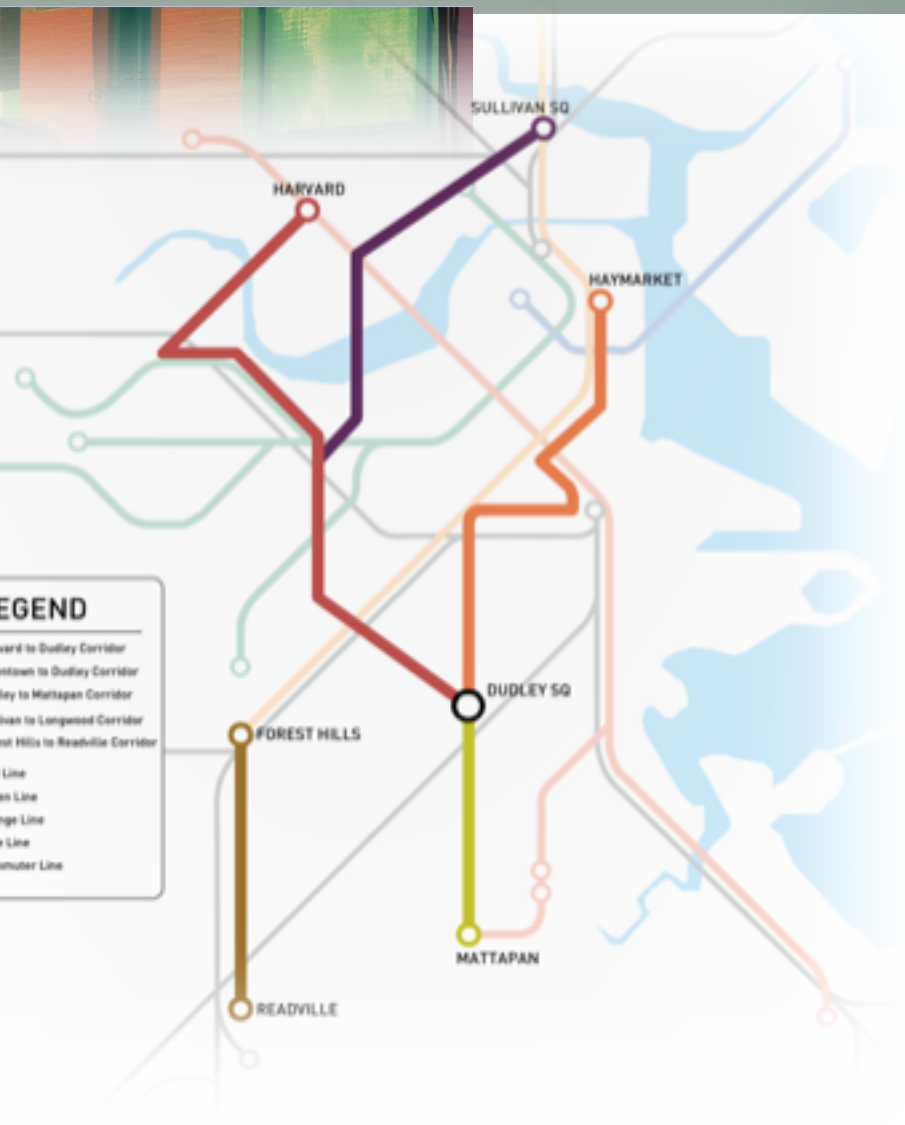 SULLIVAN SQ
HARVARD
HAYMARKET
EGEND
vard to Dudley Corridor
ntown to Dudley Corridor
ley to Mattapan Corridor
ivan to Longwood Corridor
est Hills to Readville Corridor
Line
en Line
nge Line
e Line
mmuter Line
DUDLEY SQ
FOREST HILLS
MATTAPAN
READVILLE